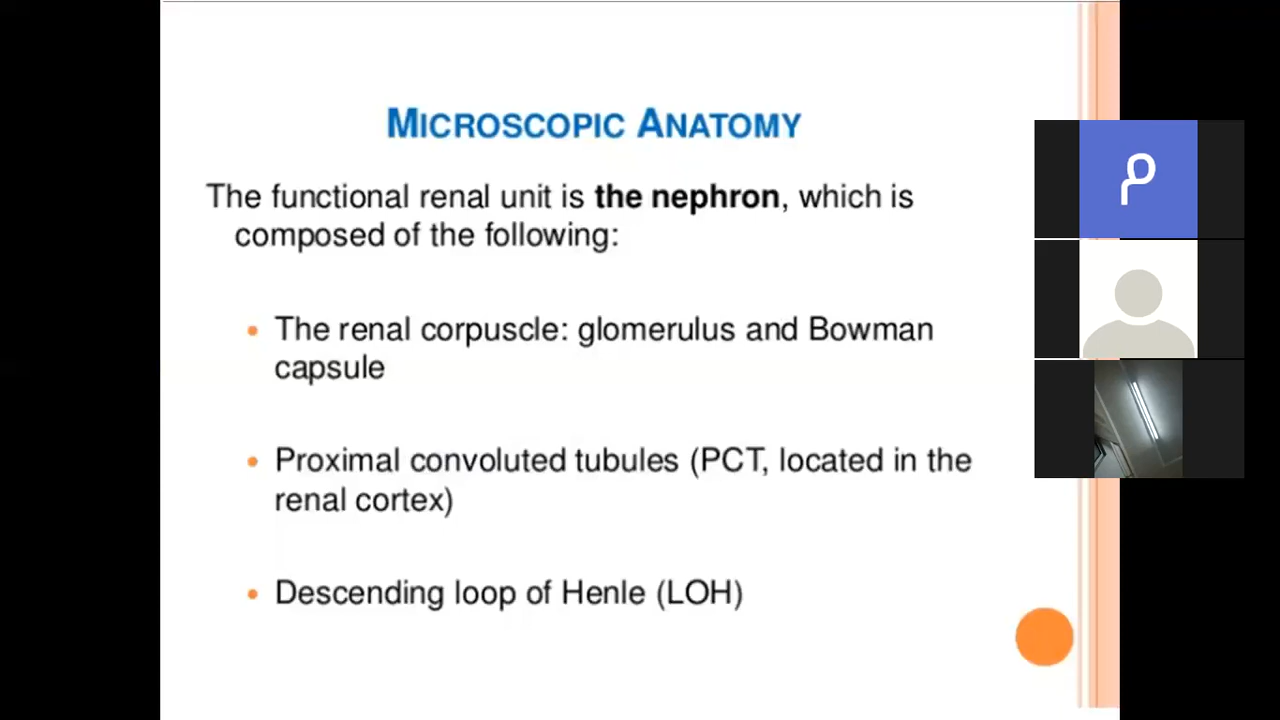 MICROSCOPIC ANATOMY
The functional renal unit is the nephron, which is
composed of the following:
• The renal corpuscle: glomerulus and Bowman
capsule
• Proximal convoluted tubules (PCT, located in the
renal cortex)
• Descending loop of Henle (LOH)
م